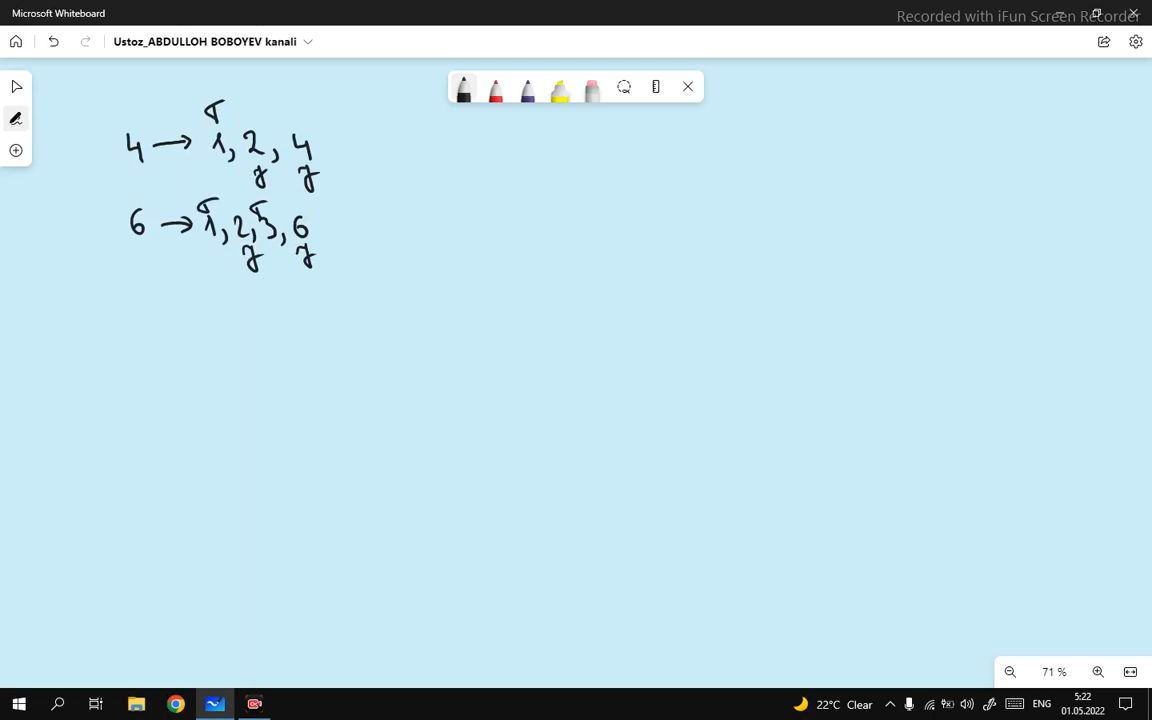 Microsoft Whiteboard
Recorded with iFun Screen Recorder
Ustoz_ABDULLOH BOBOYEV kanali
T
4 → 1, 2, 4
J J
T T
6 → 1, 2, 3, 6
J J
71 %
22°C Clear
ENG
5:22
01.05.2022